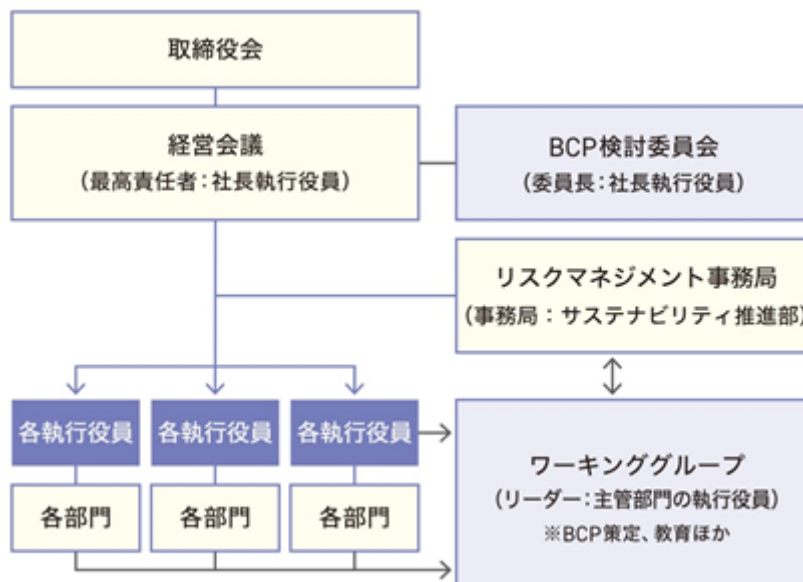 取締役会
経営会議
（最高責任者：社長執行役員）
BCP検討委員会
（委員長：社長執行役員）
リスクマネジメント事務局
（事務局：サステナビリティ推進部）
各執行役員
各執行役員
各執行役員
各部門
各部門
各部門
ワーキンググループ
（リーダー：主管部門の執行役員）
※BCP策定、教育ほか